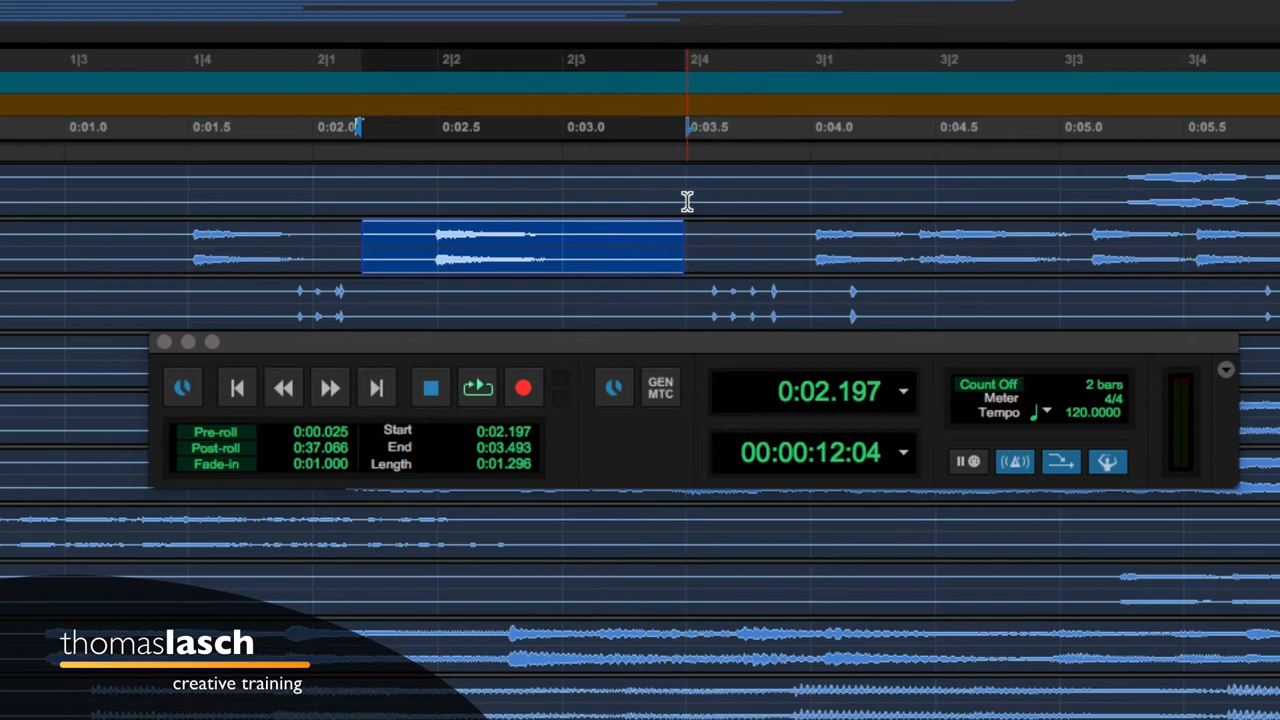 1|3 1|4 2|1 2|2 2|3 2|4 3|1 3|2 3|3 3|4
0:01.0 0:01.5 0:02.0 0:02.5 0:03.0 0:03.5 0:04.0 0:04.5 0:05.0 0:05.5
GEN
MTC
0:02.197
Count Off 2 bars
Meter 4/4
Tempo 120.0000
Pre-roll 0:00.025 Start 0:02.197
Post-roll 0:37.066 End 0:03.493
Fade-in 0:01.000 Length 0:01.296
00:00:12:04
thomaslasch
creative training